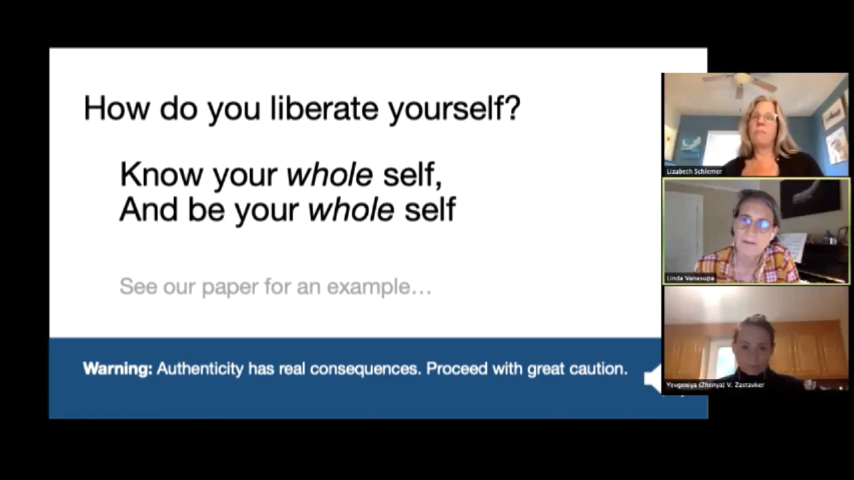 How do you liberate yourself?
Know your whole self,
And be your whole self
See our paper for an example…
Warning: Authenticity has real consequences. Proceed with great caution.
Lizabeth Schlemer
Linda Vanasupa
Yevgeniya (Zhenya) V. Zastavker